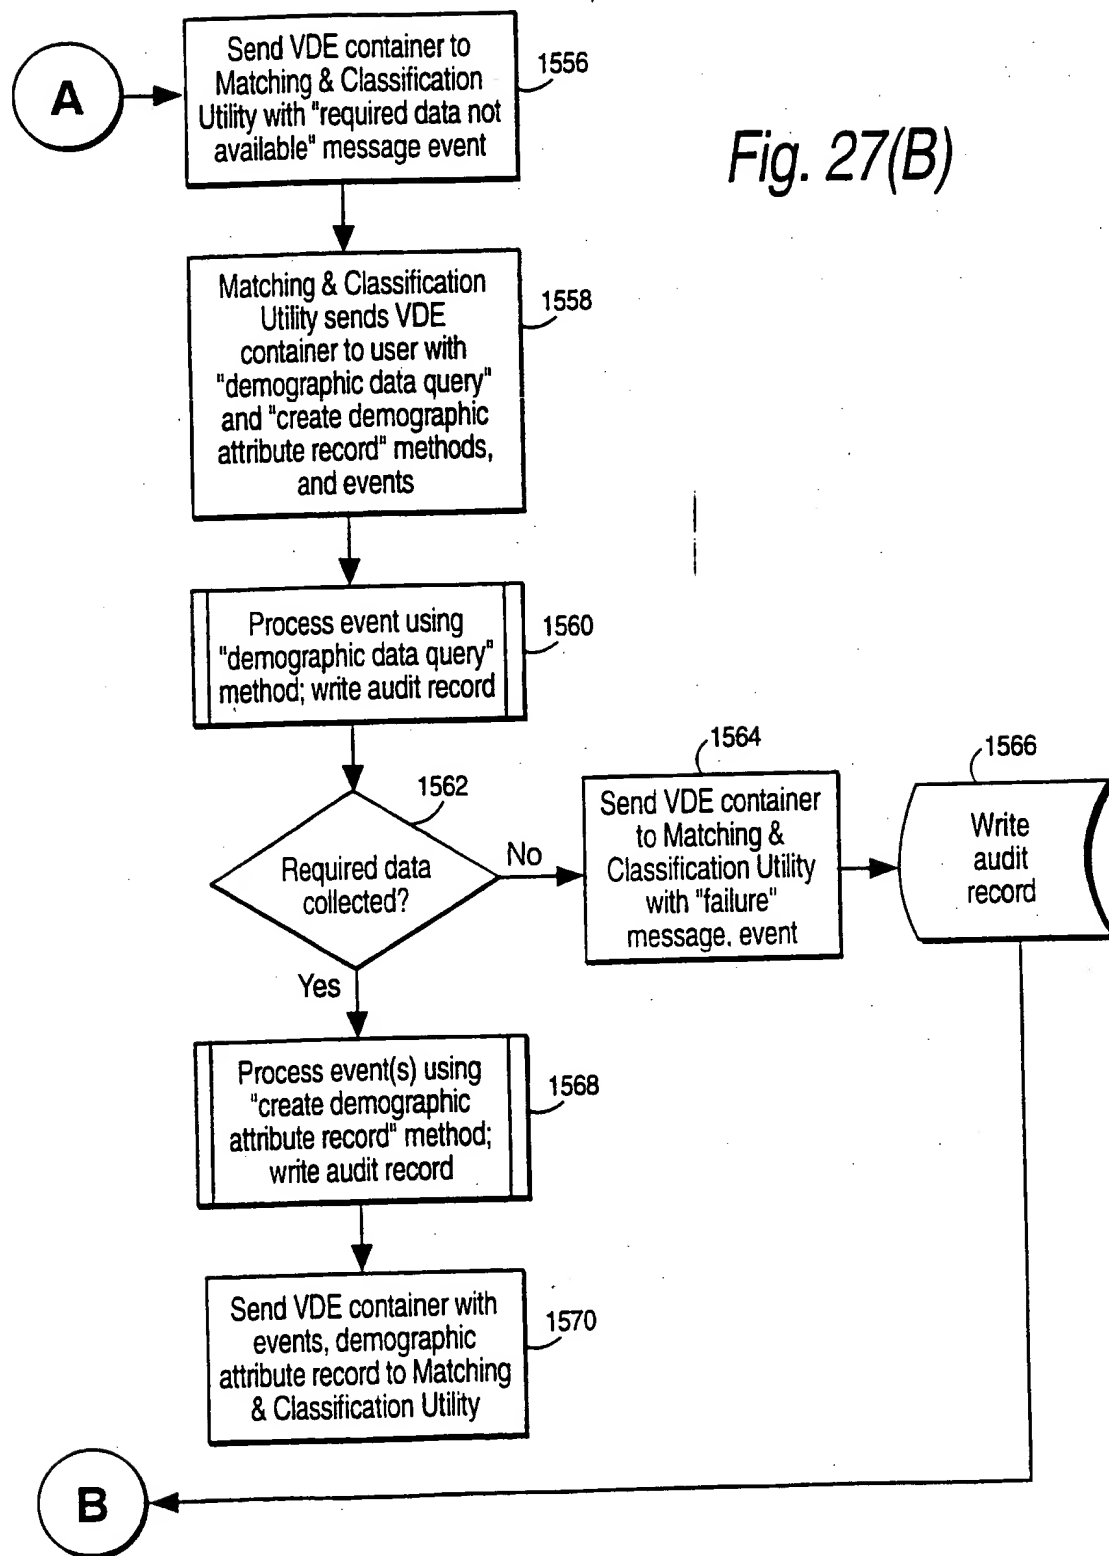 A
Send VDE container to
Matching & Classification
Utility with "required data not
available" message event
1556
Fig. 27(B)
Matching & Classification
Utility sends VDE
container to user with
"demographic data query"
and "create demographic
attribute record" methods,
and events
1558
Process event using
"demographic data query"
method; write audit record
1560
1562
Required data
collected?
No
Yes
1564
Send VDE container
to Matching &
Classification Utility
with "failure"
message, event
1566
Write
audit
record
Process event(s) using
"create demographic
attribute record" method;
write audit record
1568
Send VDE container with
events, demographic
attribute record to Matching
& Classification Utility
1570
B